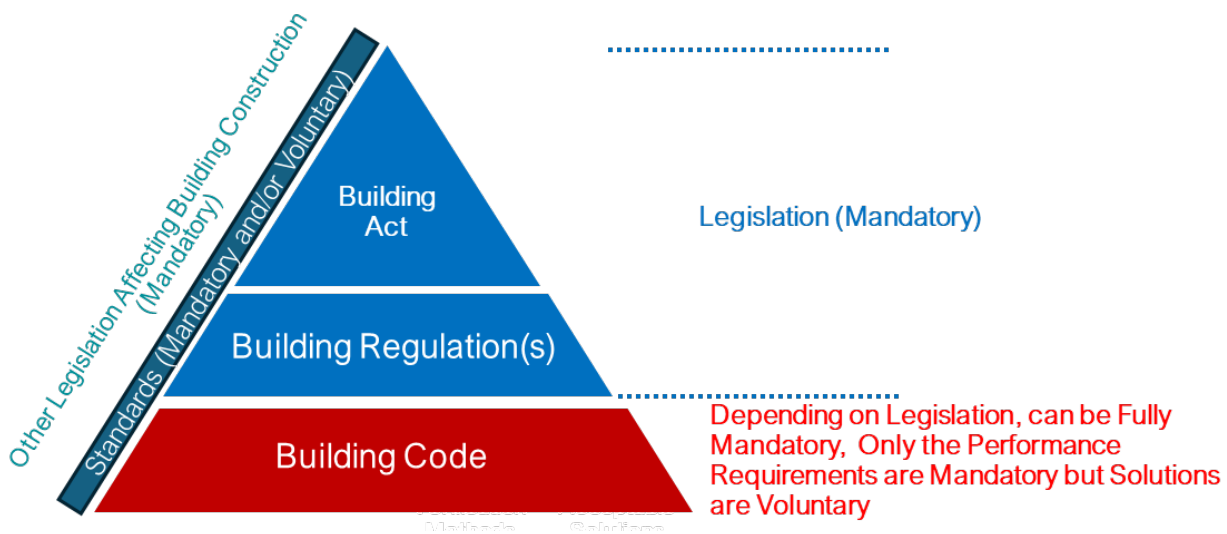 Other Legislation Affecting Building Construction
(Mandatory)
Standards (Mandatory and/or Voluntary)
Building
Act
Legislation (Mandatory)
Building Regulation(s)
Building Code
Depending on Legislation, can be Fully
Mandatory, Only the Performance
Requirements are Mandatory but Solutions
are Voluntary